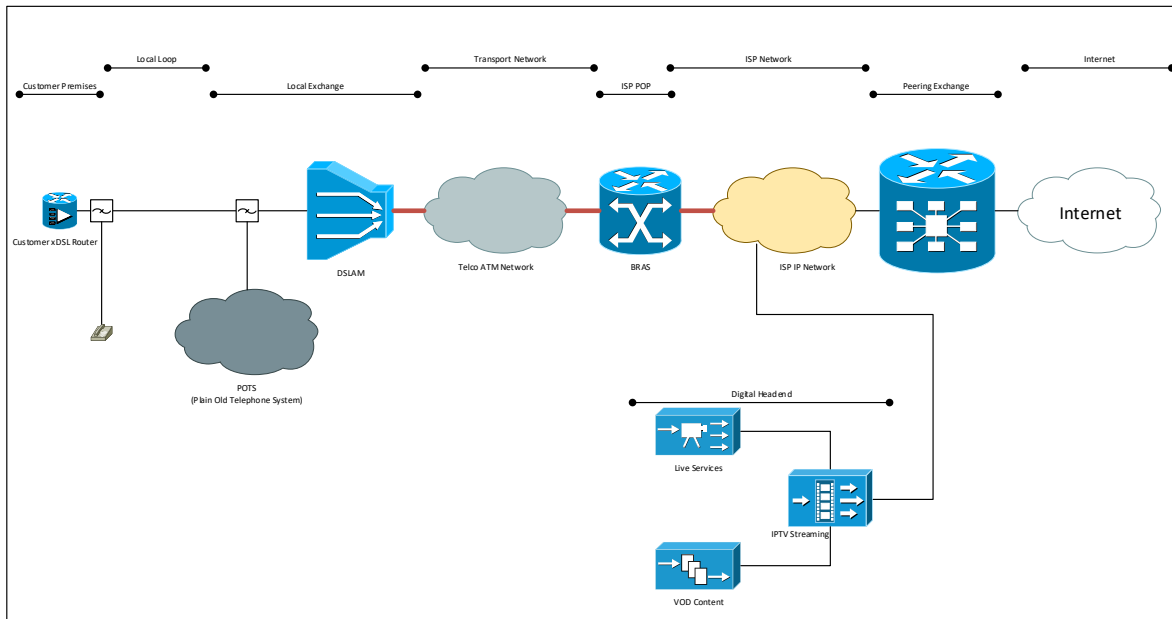 Local Loop
Transport Network
ISP Network
Internet
Customer Premises
Local Exchange
ISP POP
Peering Exchange
Internet
Customer xDSL Router
DSLAM
Telco ATM Network
BRAS
ISP IP Network
POTS
(Plain Old Telephone System)
Digital Headend
Live Services
IPTV Streaming
VOD Content